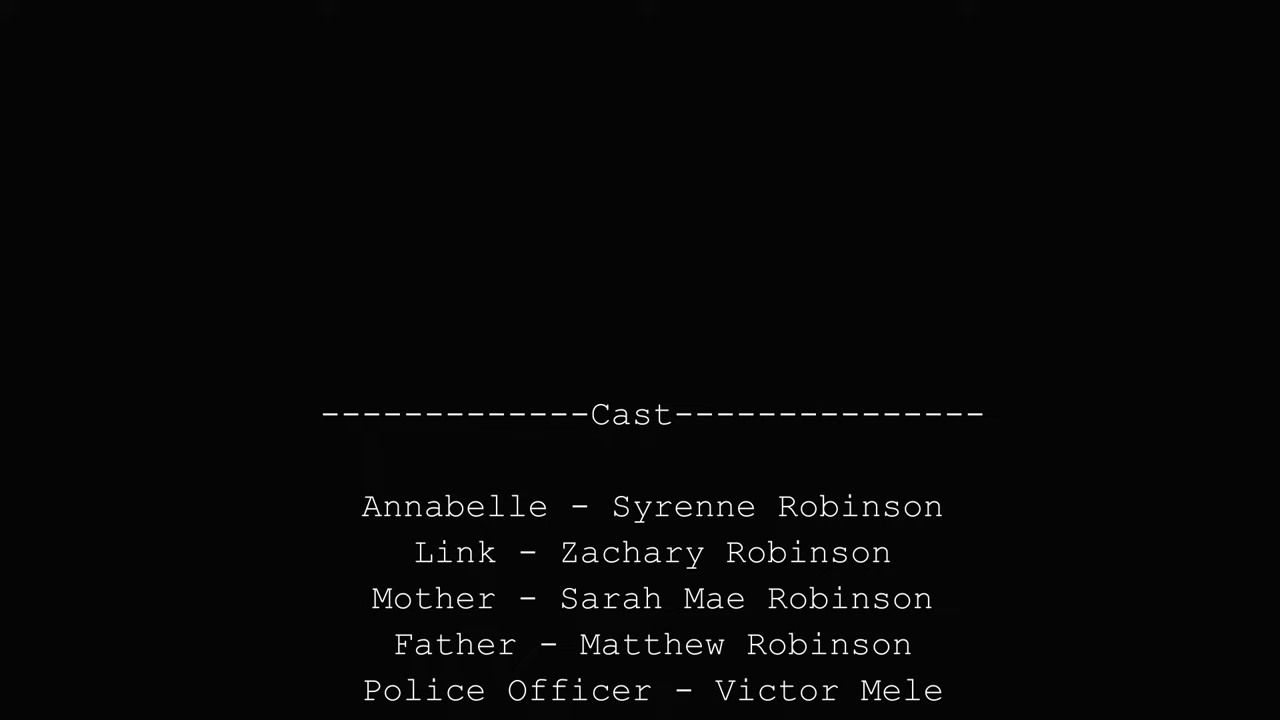 -------------Cast---------------
Annabelle - Syrenne Robinson
Link - Zachary Robinson
Mother - Sarah Mae Robinson
Father - Matthew Robinson
Police Officer - Victor Mele